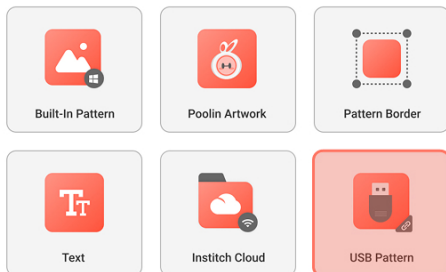 Built-In Pattern
Poolin Artwork
Pattern Border
Text
Institch Cloud
USB Pattern